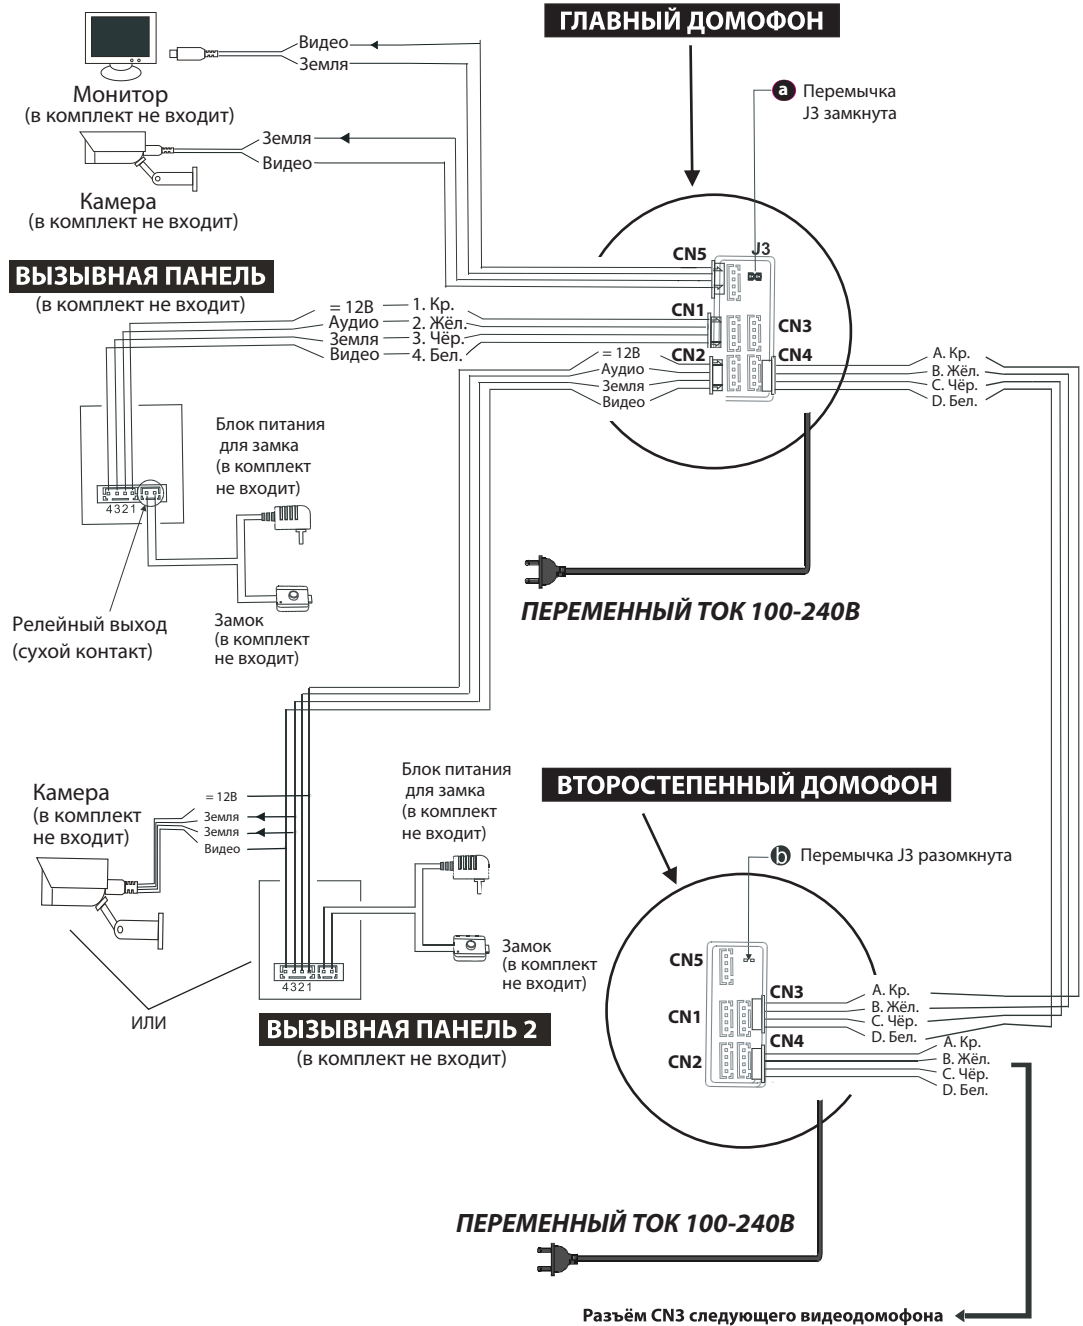 ГЛАВНЫЙ ДОМОФОН
Видео
Земля
Монитор
(в комплект не входит)
a Перемычка
J3 замкнута
Земля
Видео
Камера
(в комплект не входит)
ВЫЗЫВНАЯ ПАНЕЛЬ
(в комплект не входит)
CN5
J3
CN1
CN3
CN2
CN4
= 12В
1. Кр.
Аудио
2. Жёл.
Земля
3. Чёр.
Видео
4. Бел.
= 12В
Аудио
Земля
Видео
A. Кр.
B. Жёл.
C. Чёр.
D. Бел.
Блок питания
для замка
(в комплект
не входит)
4321
Релейный выход
(сухой контакт)
Замок
(в комплект
не входит)
ПЕРЕМЕННЫЙ ТОК 100-240В
Камера
(в комплект
не входит)
= 12В
Земля
Земля
Видео
Блок питания
для замка
(в комплект
не входит)
ВТОРОСТЕПЕННЫЙ ДОМОФОН
b Перемычка J3 разомкнута
Замок
(в комплект
не входит)
4321
ИЛИ
ВЫЗЫВНАЯ ПАНЕЛЬ 2
(в комплект не входит)
CN5
CN3
CN1
CN4
CN2
A. Кр.
B. Жёл.
C. Чёр.
D. Бел.
A. Кр.
B. Жёл.
C. Чёр.
D. Бел.
ПЕРЕМЕННЫЙ ТОК 100-240В
Разъём CN3 следующего видеодомофона